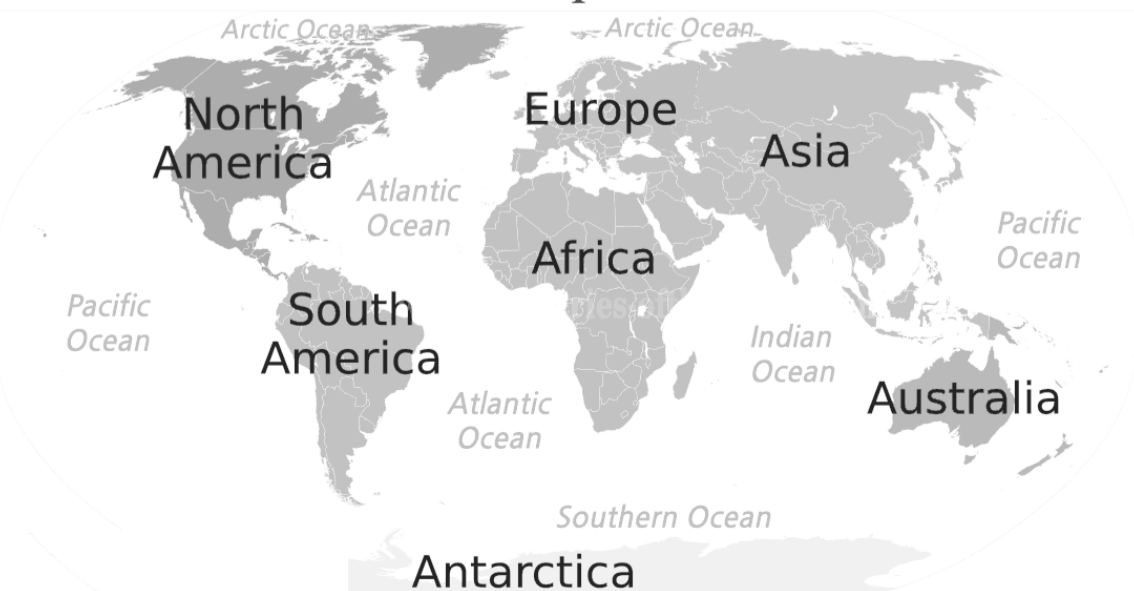 Arctic Ocean
Arctic Ocean
North
America
Europe
Asia
Atlantic
Ocean
Pacific
Ocean
Africa
South
America
Pacific
Ocean
Indian
Ocean
Atlantic
Ocean
Australia
Southern Ocean
Antarctica